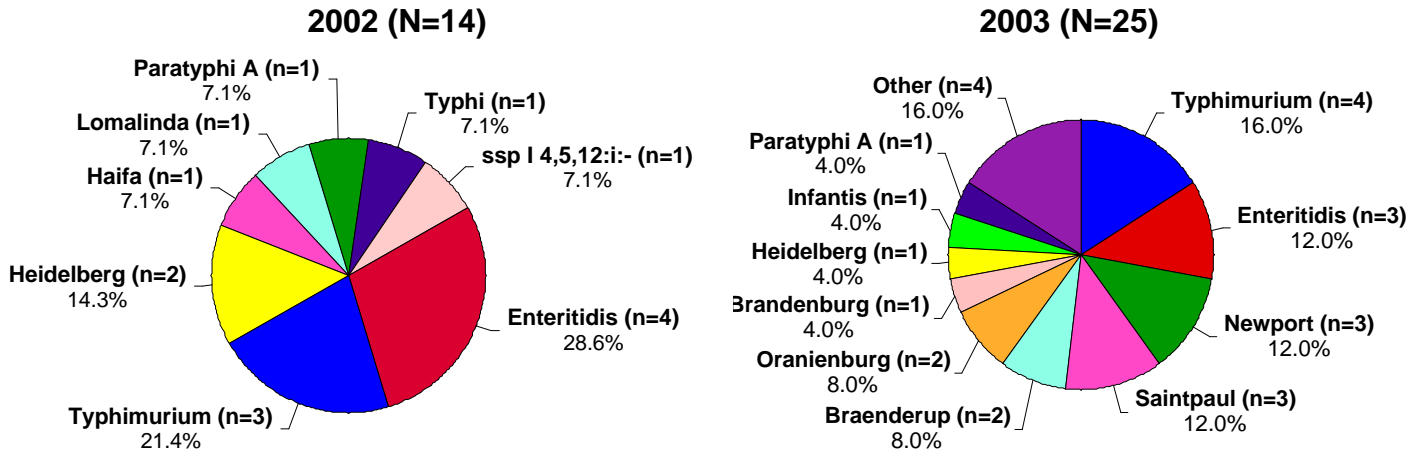 2002 (N=14)
Paratyphi A (n=1)
7.1%
Typhi (n=1)
7.1%
Lomalinda (n=1)
7.1%
ssp I 4,5,12:i:- (n=1)
7.1%
Haifa (n=1)
7.1%
Heidelberg (n=2)
14.3%
Enteritidis (n=4)
28.6%
Typhimurium (n=3)
21.4%
2003 (N=25)
Other (n=4)
16.0%
Typhimurium (n=4)
16.0%
Paratyphi A (n=1)
4.0%
Infantis (n=1)
4.0%
Enteritidis (n=3)
12.0%
Heidelberg (n=1)
4.0%
Brandenburg (n=1)
4.0%
Newport (n=3)
12.0%
Oranienburg (n=2)
8.0%
Saintpaul (n=3)
12.0%
Braenderup (n=2)
8.0%